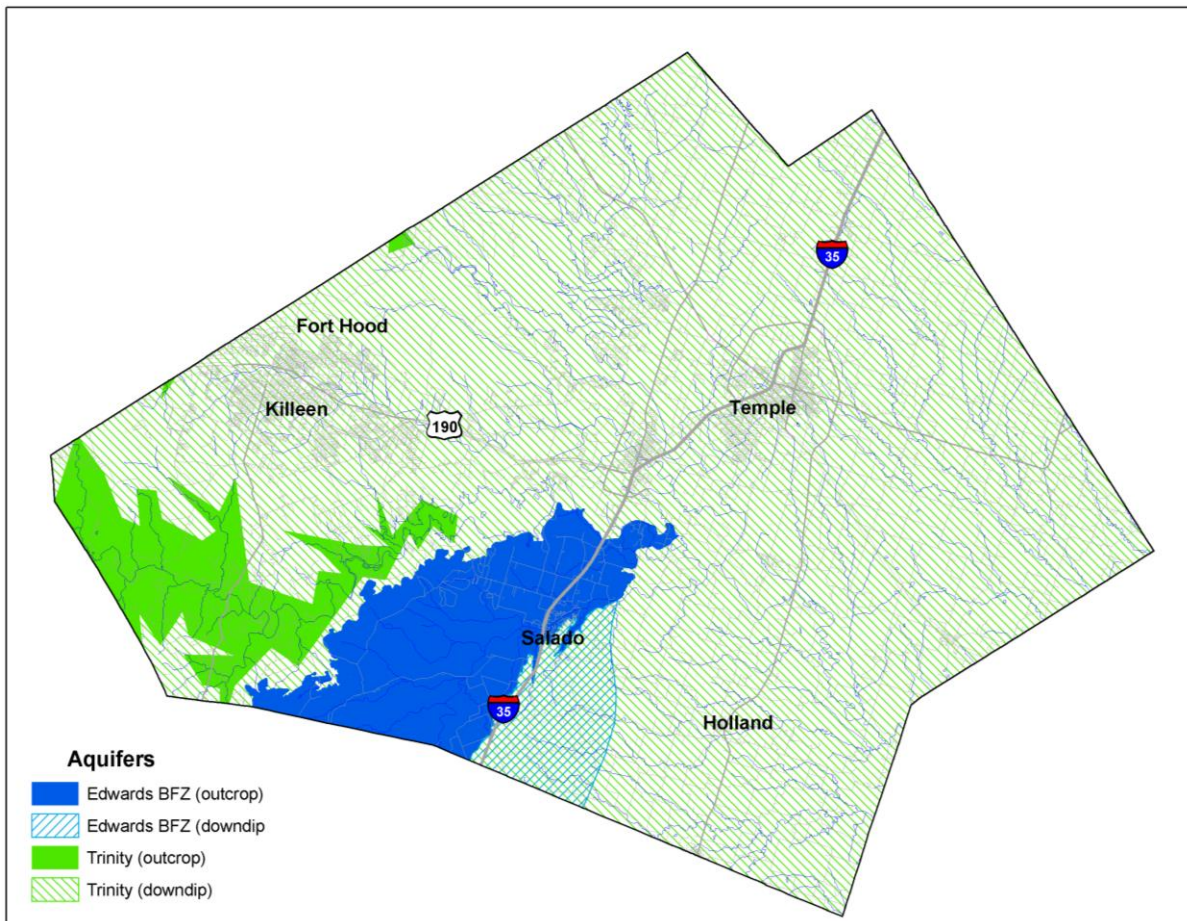 35
Fort Hood
Killeen
190
Temple
Salado
35
Holland
Aquifers
Edwards BFZ (outcrop)
Edwards BFZ (downdip
Trinity (outcrop)
Trinity (downdip)